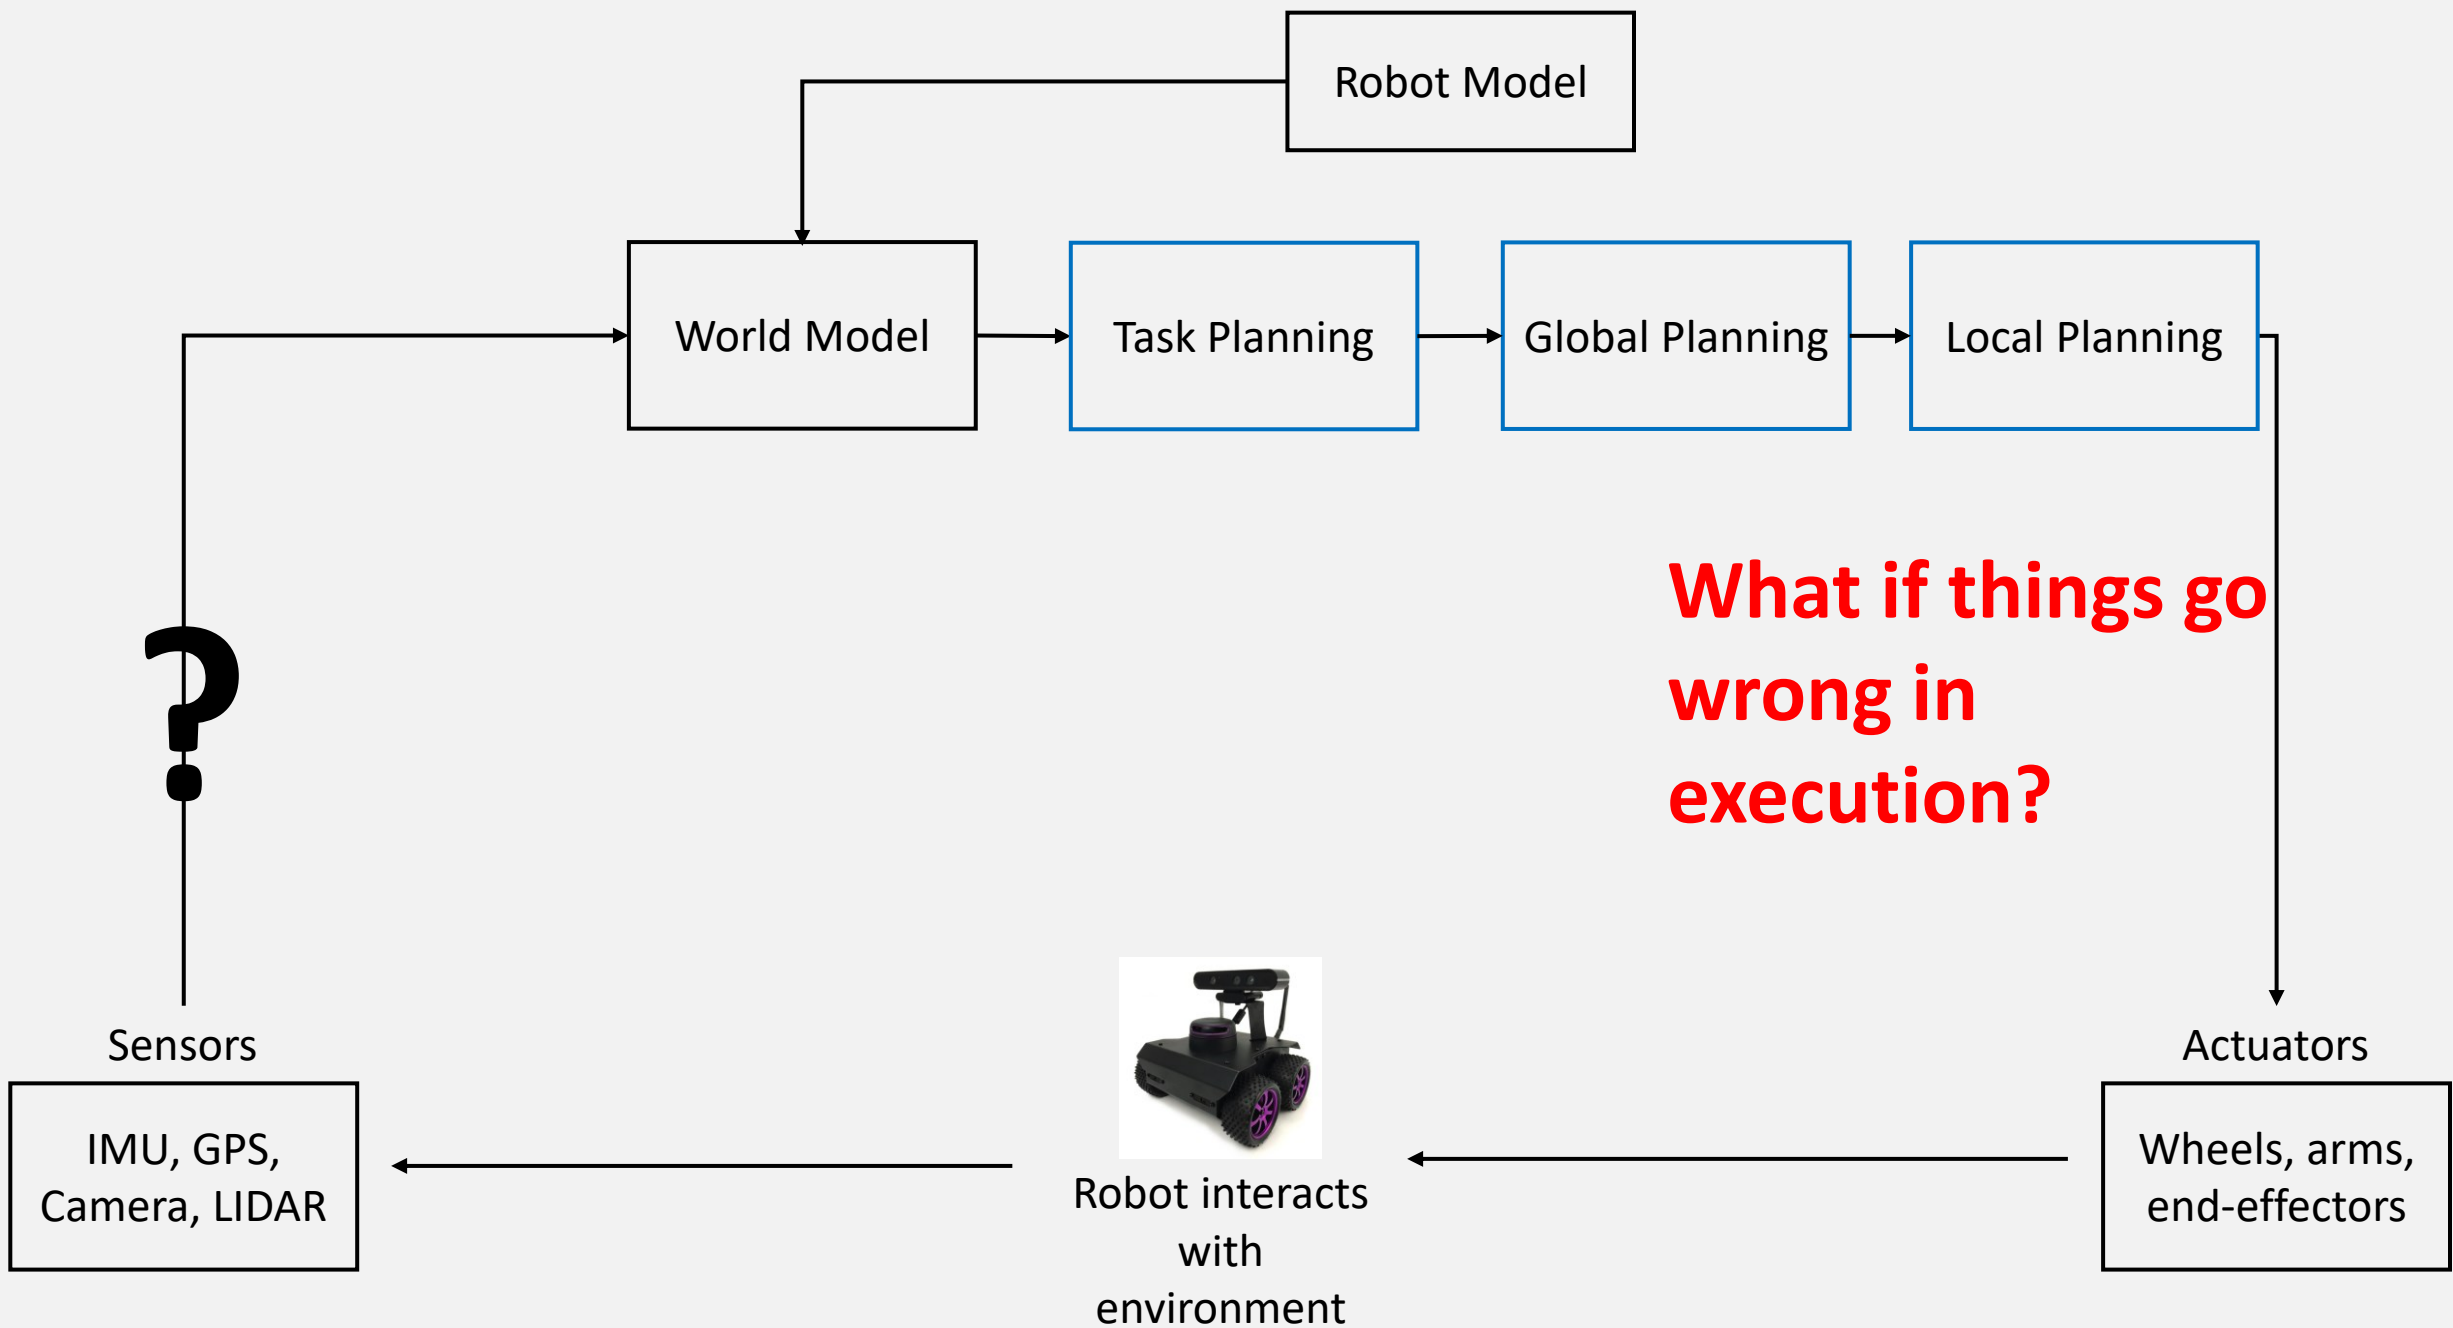 Robot Model
World Model
Task Planning
Global Planning
Local Planning
What if things go
wrong in
execution?
?
Sensors
IMU, GPS,
Camera, LIDAR
Robot interacts
with
environment
Actuators
Wheels, arms,
end-effectors